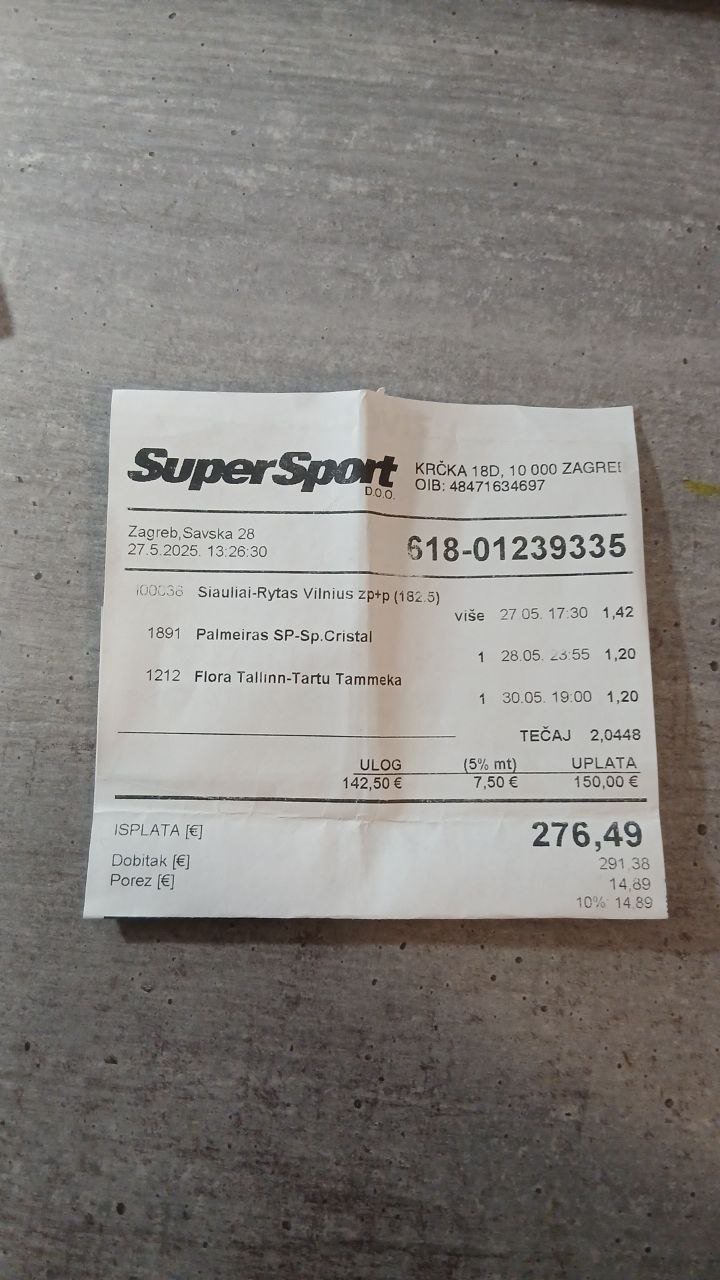 SuperSport
D.O.O.
KRČKA 18D, 10 000 ZAGREB
OIB: 48471634697
Zagreb,Savska 28
27.5.2025. 13:26:30
618-01239335
100036 Siauliai-Rytas Vilnius zp+p (182.5)
više 27 05. 17:30 1,42
1891 Palmeiras SP-Sp.Cristal
1 28.05. 23:55 1,20
1212 Flora Tallinn-Tartu Tammeka
1 30.05. 19:00 1,20
TEČAJ 2,0448
ULOG (5% mt) UPLATA
142,50 € 7,50 € 150,00 €
ISPLATA [€] 276,49
Dobitak [€] 291,38
Porez [€] 14,89
10%: 14,89